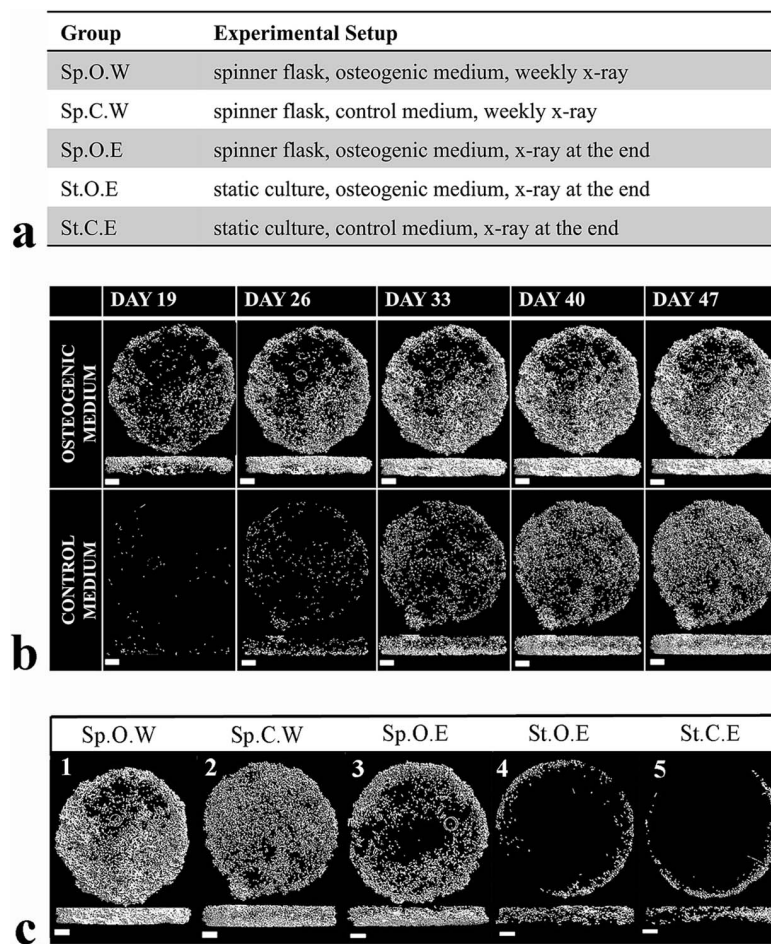 Group Experimental Setup
Sp.O.W spinner flask, osteogenic medium, weekly x-ray
Sp.C.W spinner flask, control medium, weekly x-ray
Sp.O.E spinner flask, osteogenic medium, x-ray at the end
St.O.E static culture, osteogenic medium, x-ray at the end
St.C.E static culture, control medium, x-ray at the end
a
DAY 19 DAY 26 DAY 33 DAY 40 DAY 47
OSTEOGENIC
MEDIUM
CONTROL
MEDIUM
b
Sp.O.W Sp.C.W Sp.O.E St.O.E St.C.E
1 2 3 4 5
c